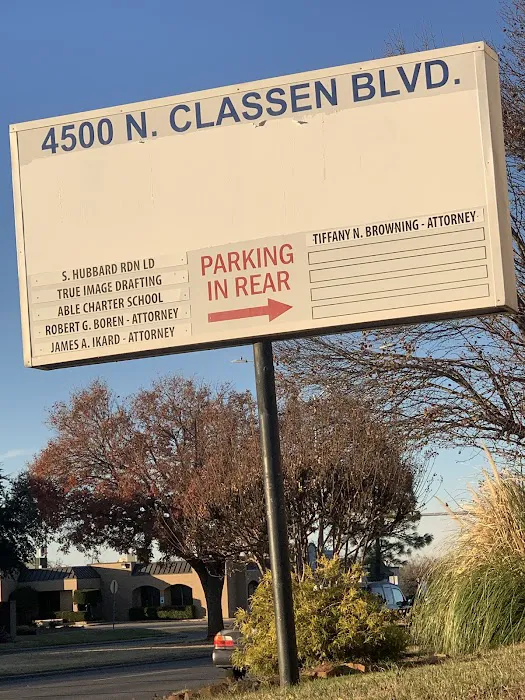 4500 N. CLASSEN BLVD.
S. HUBBARD RDN LD
TRUE IMAGE DRAFTING
ABLE CHARTER SCHOOL
ROBERT G. BOREN - ATTORNEY
JAMES A. IKARD - ATTORNEY
PARKING
IN REAR
TIFFANY N. BROWNING - ATTORNEY